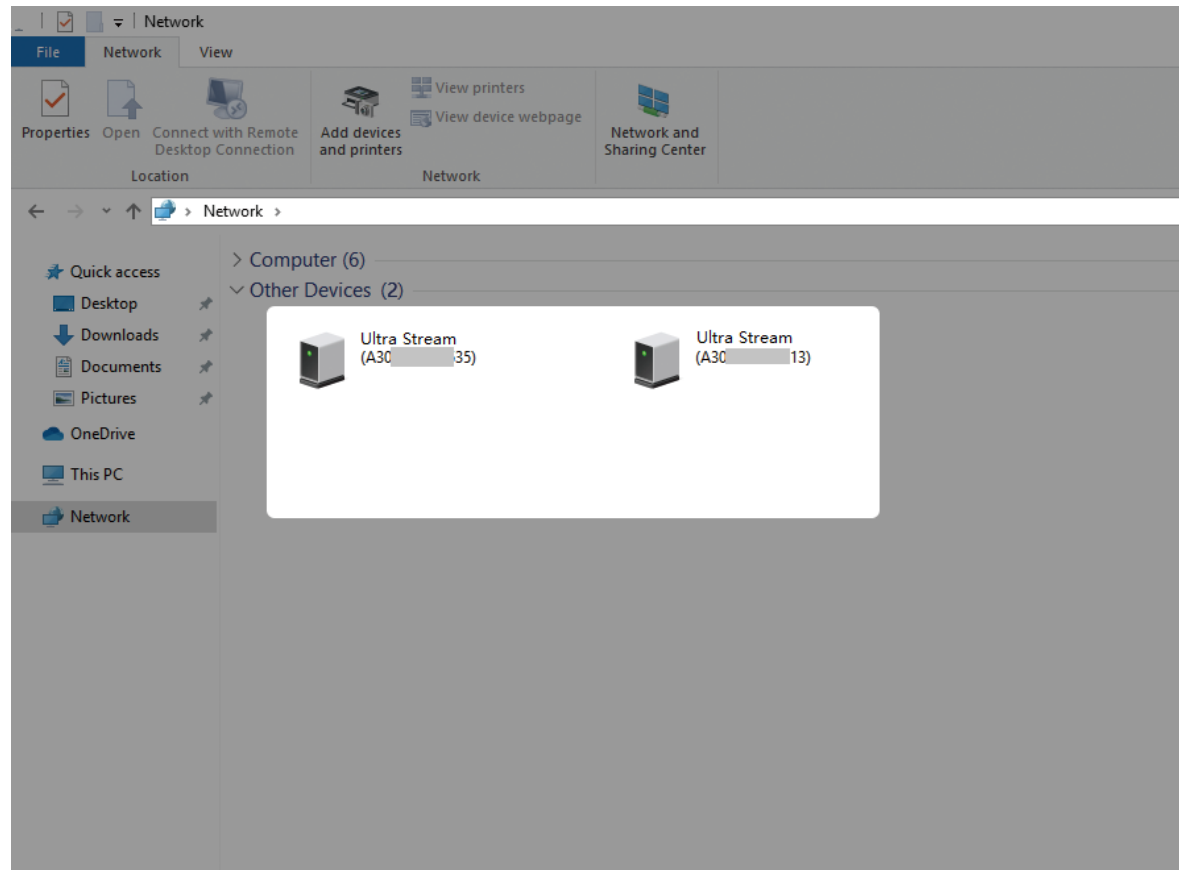 Network
File Network View
Properties
Open
Connect with Remote
Desktop Connection
Add devices
and printers
View printers
View device webpage
Network and
Sharing Center
Location
Network
Network
Quick access
Desktop
Downloads
Documents
Pictures
OneDrive
This PC
Network
Computer (6)
Other Devices (2)
Ultra Stream
(A30 35)
Ultra Stream
(A30 13)